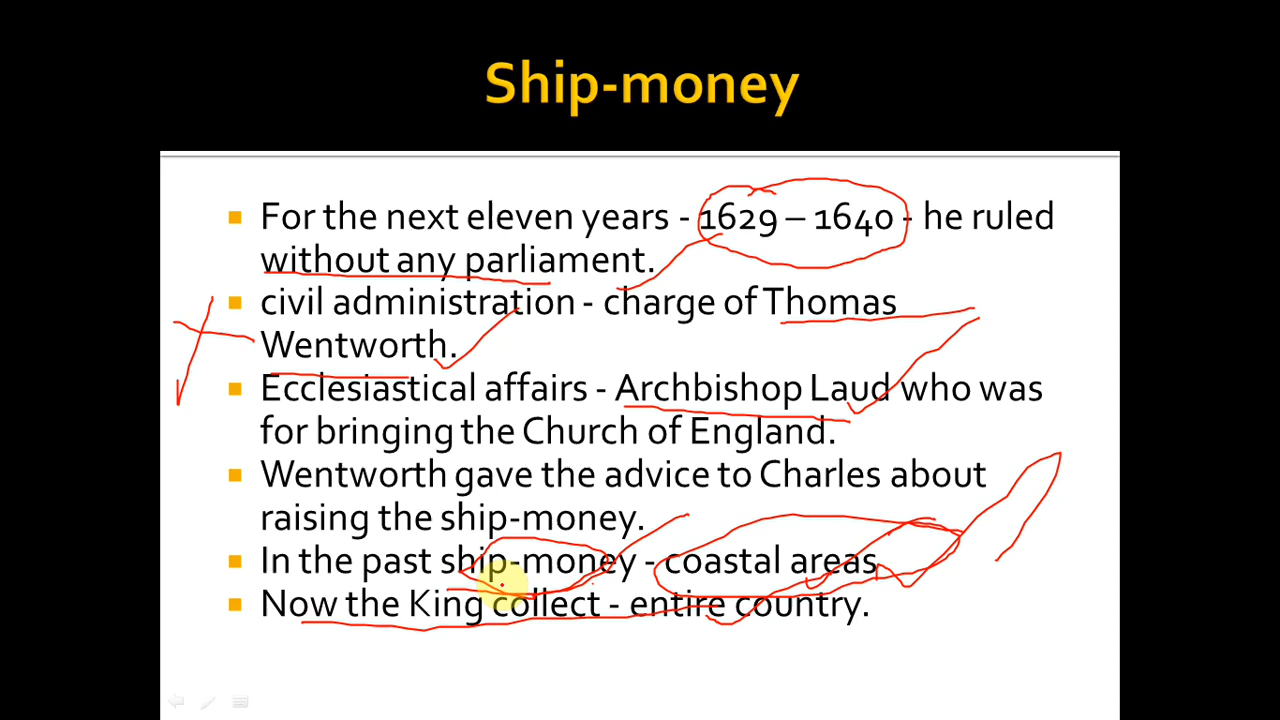 Ship-money
For the next eleven years - 1629 – 1640 - he ruled
without any parliament.
civil administration - charge of Thomas
Wentworth.
Ecclesiastical affairs - Archbishop Laud who was
for bringing the Church of England.
Wentworth gave the advice to Charles about
raising the ship-money.
In the past ship-money - coastal areas
Now the King collect - entire country.